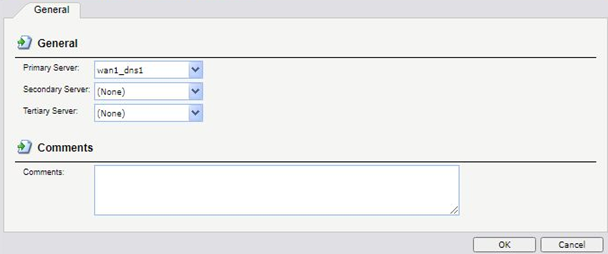 General
General
Primary Server: wan1_dns1
Secondary Server: (None)
Tertiary Server: (None)
Comments
Comments:
OK Cancel